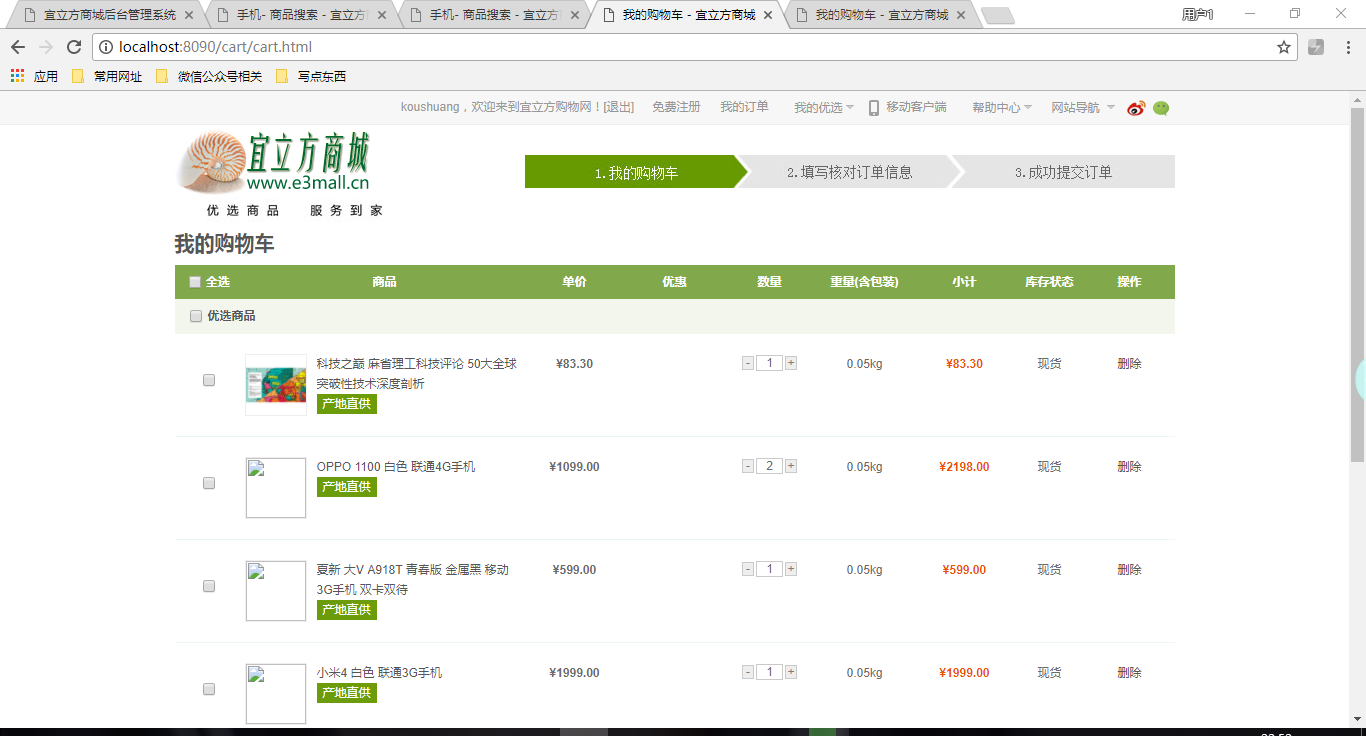 宜立方商城后台管理系统
手机- 商品搜索 - 宜立方
手机- 商品搜索 - 宜立方
我的购物车 - 宜立方商城
我的购物车 - 宜立方商城
用户1
localhost:8090/cart/cart.html
应用 常用网址 微信公众号相关 写点东西
koushuang，欢迎来到宜立方购物网！[退出] 免费注册 我的订单 我的优选 移动客户端 帮助中心 网站导航
宜立方商城
www.e3mall.cn
优选商品 服务到家
1.我的购物车 2.填写核对订单信息 3.成功提交订单
我的购物车
全选 商品 单价 优惠 数量 重量(含包装) 小计 库存状态 操作
优选商品
科技之巅 麻省理工科技评论 50大全球 ¥83.30 - 1 + 0.05kg ¥83.30 现货 删除
突破性技术深度剖析
产地直供
OPPO 1100 白色 联通4G手机 ¥1099.00 - 2 + 0.05kg ¥2198.00 现货 删除
产地直供
夏新 大V A918T 青春版 金属黑 移动 ¥599.00 - 1 + 0.05kg ¥599.00 现货 删除
3G手机 双卡双待
产地直供
小米4 白色 联通3G手机 ¥1999.00 - 1 + 0.05kg ¥1999.00 现货 删除
产地直供